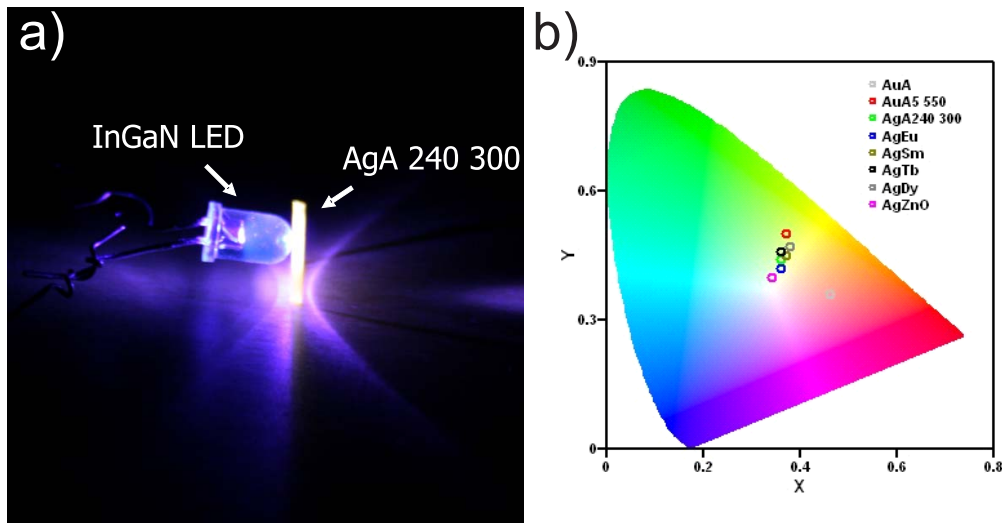 a)
InGaN LED
AgA 240 300
b)
0.9
0.6
0.3
0
0
0.2
0.4
0.6
0.8
Y
X
AuA
AuA5 550
AgA240 300
AgEu
AgSm
AgTb
AgDy
AgZnO